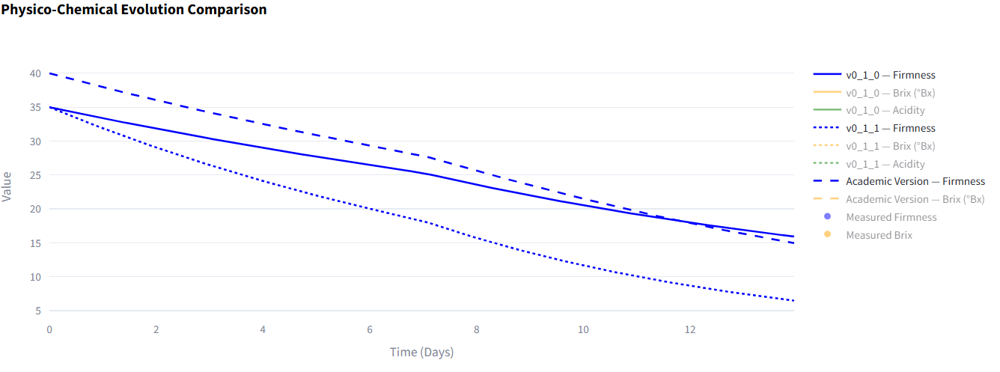 Physico-Chemical Evolution Comparison
40
35
30
25
20
15
10
5
Value
0 2 4 6 8 10 12
Time (Days)
v0_1_0 — Firmness
v0_1_0 — Brix (°Bx)
v0_1_0 — Acidity
v0_1_1 — Firmness
v0_1_1 — Brix (°Bx)
v0_1_1 — Acidity
Academic Version — Firmness
Academic Version — Brix (°Bx)
Measured Firmness
Measured Brix